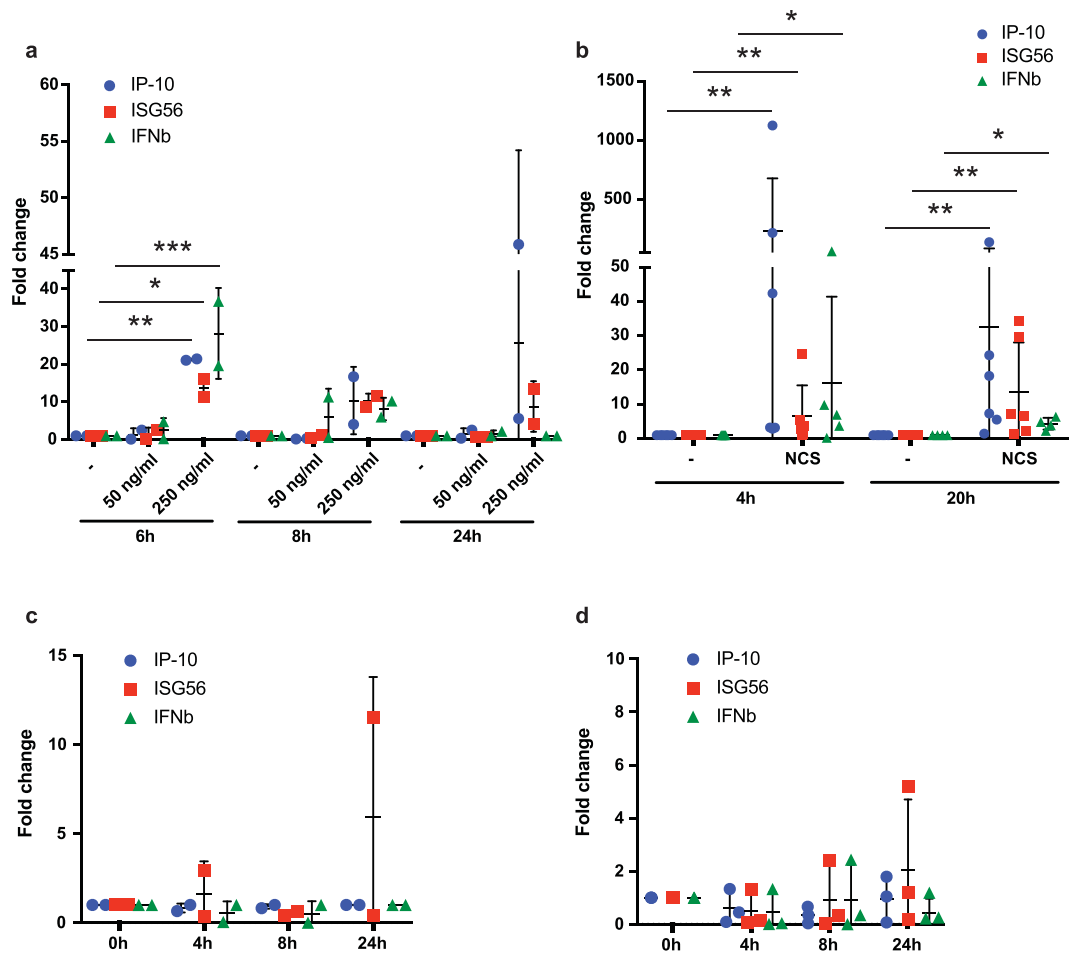 a
IP-10
ISG56
IFNb
60
55
50
45
40
30
20
10
0
Fold change
***
*
**
-
50 ng/ml
250 ng/ml
-
50 ng/ml
250 ng/ml
-
50 ng/ml
250 ng/ml
6h
8h
24h
b
IP-10
ISG56
IFNb
1500
1000
500
50
40
30
20
10
0
Fold change
*
**
**
*
**
**
-
NCS
-
NCS
4h
20h
c
IP-10
ISG56
IFNb
15
10
5
0
Fold change
0h
4h
8h
24h
d
IP-10
ISG56
IFNb
10
8
6
4
2
0
Fold change
0h
4h
8h
24h